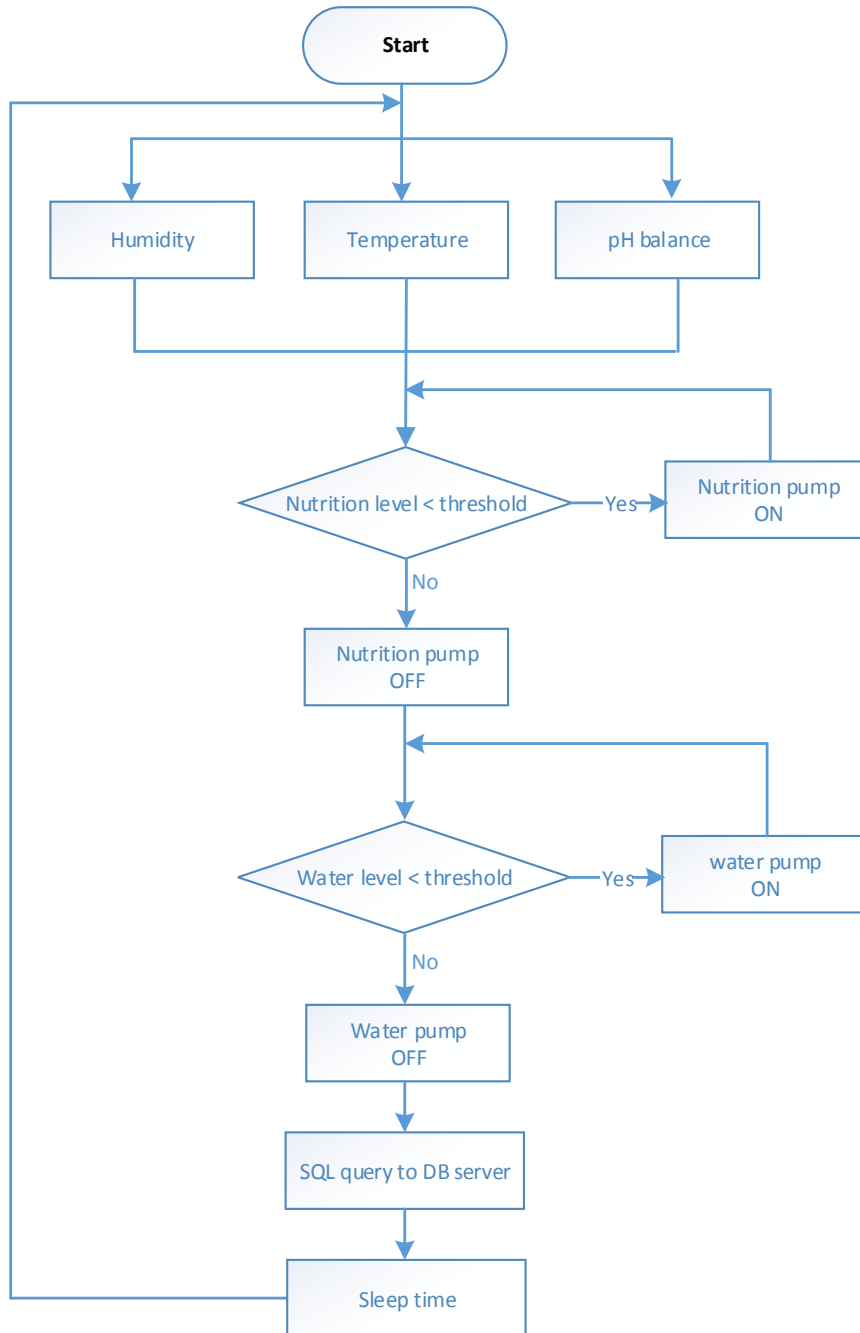 Start
Humidity
Temperature
pH balance
Nutrition level < threshold
Yes
Nutrition pump
ON
No
Nutrition pump
OFF
Water level < threshold
Yes
water pump
ON
No
Water pump
OFF
SQL query to DB server
Sleep time